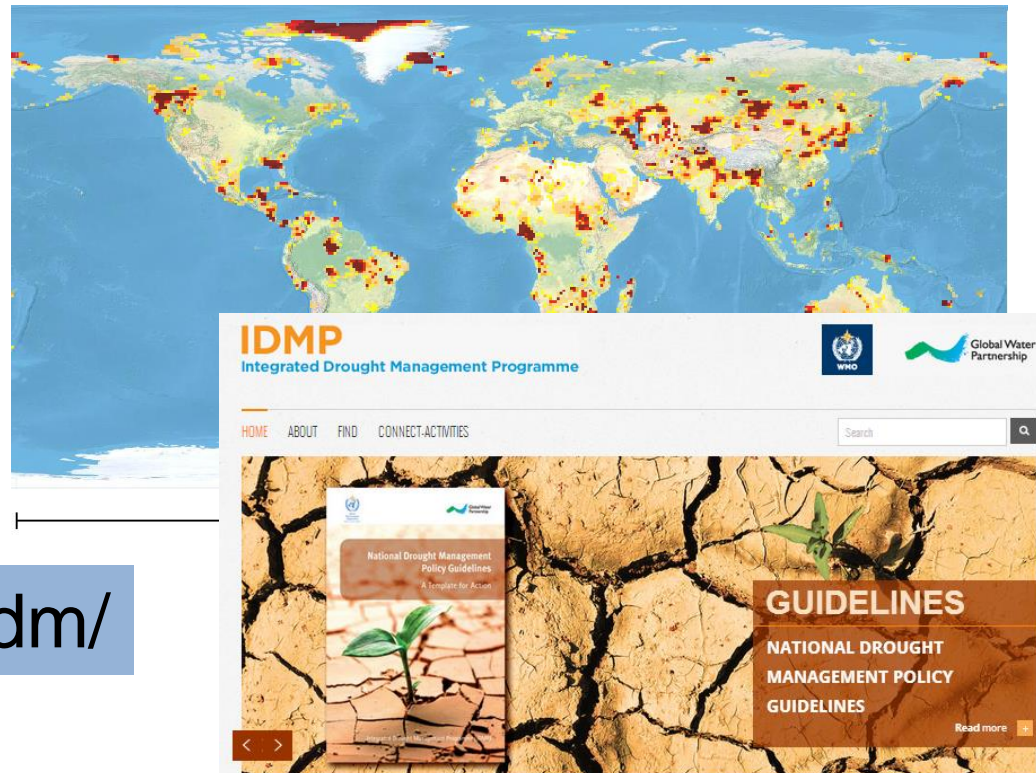 IDMP
Integrated Drought Management Programme
WMO
Global Water
Partnership
HOME ABOUT FIND CONNECT-ACTIVITIES
Search
National Drought Management
Policy Guidelines
A Template for Action
GUIDELINES
NATIONAL DROUGHT
MANAGEMENT POLICY
GUIDELINES
Read more +
dm/